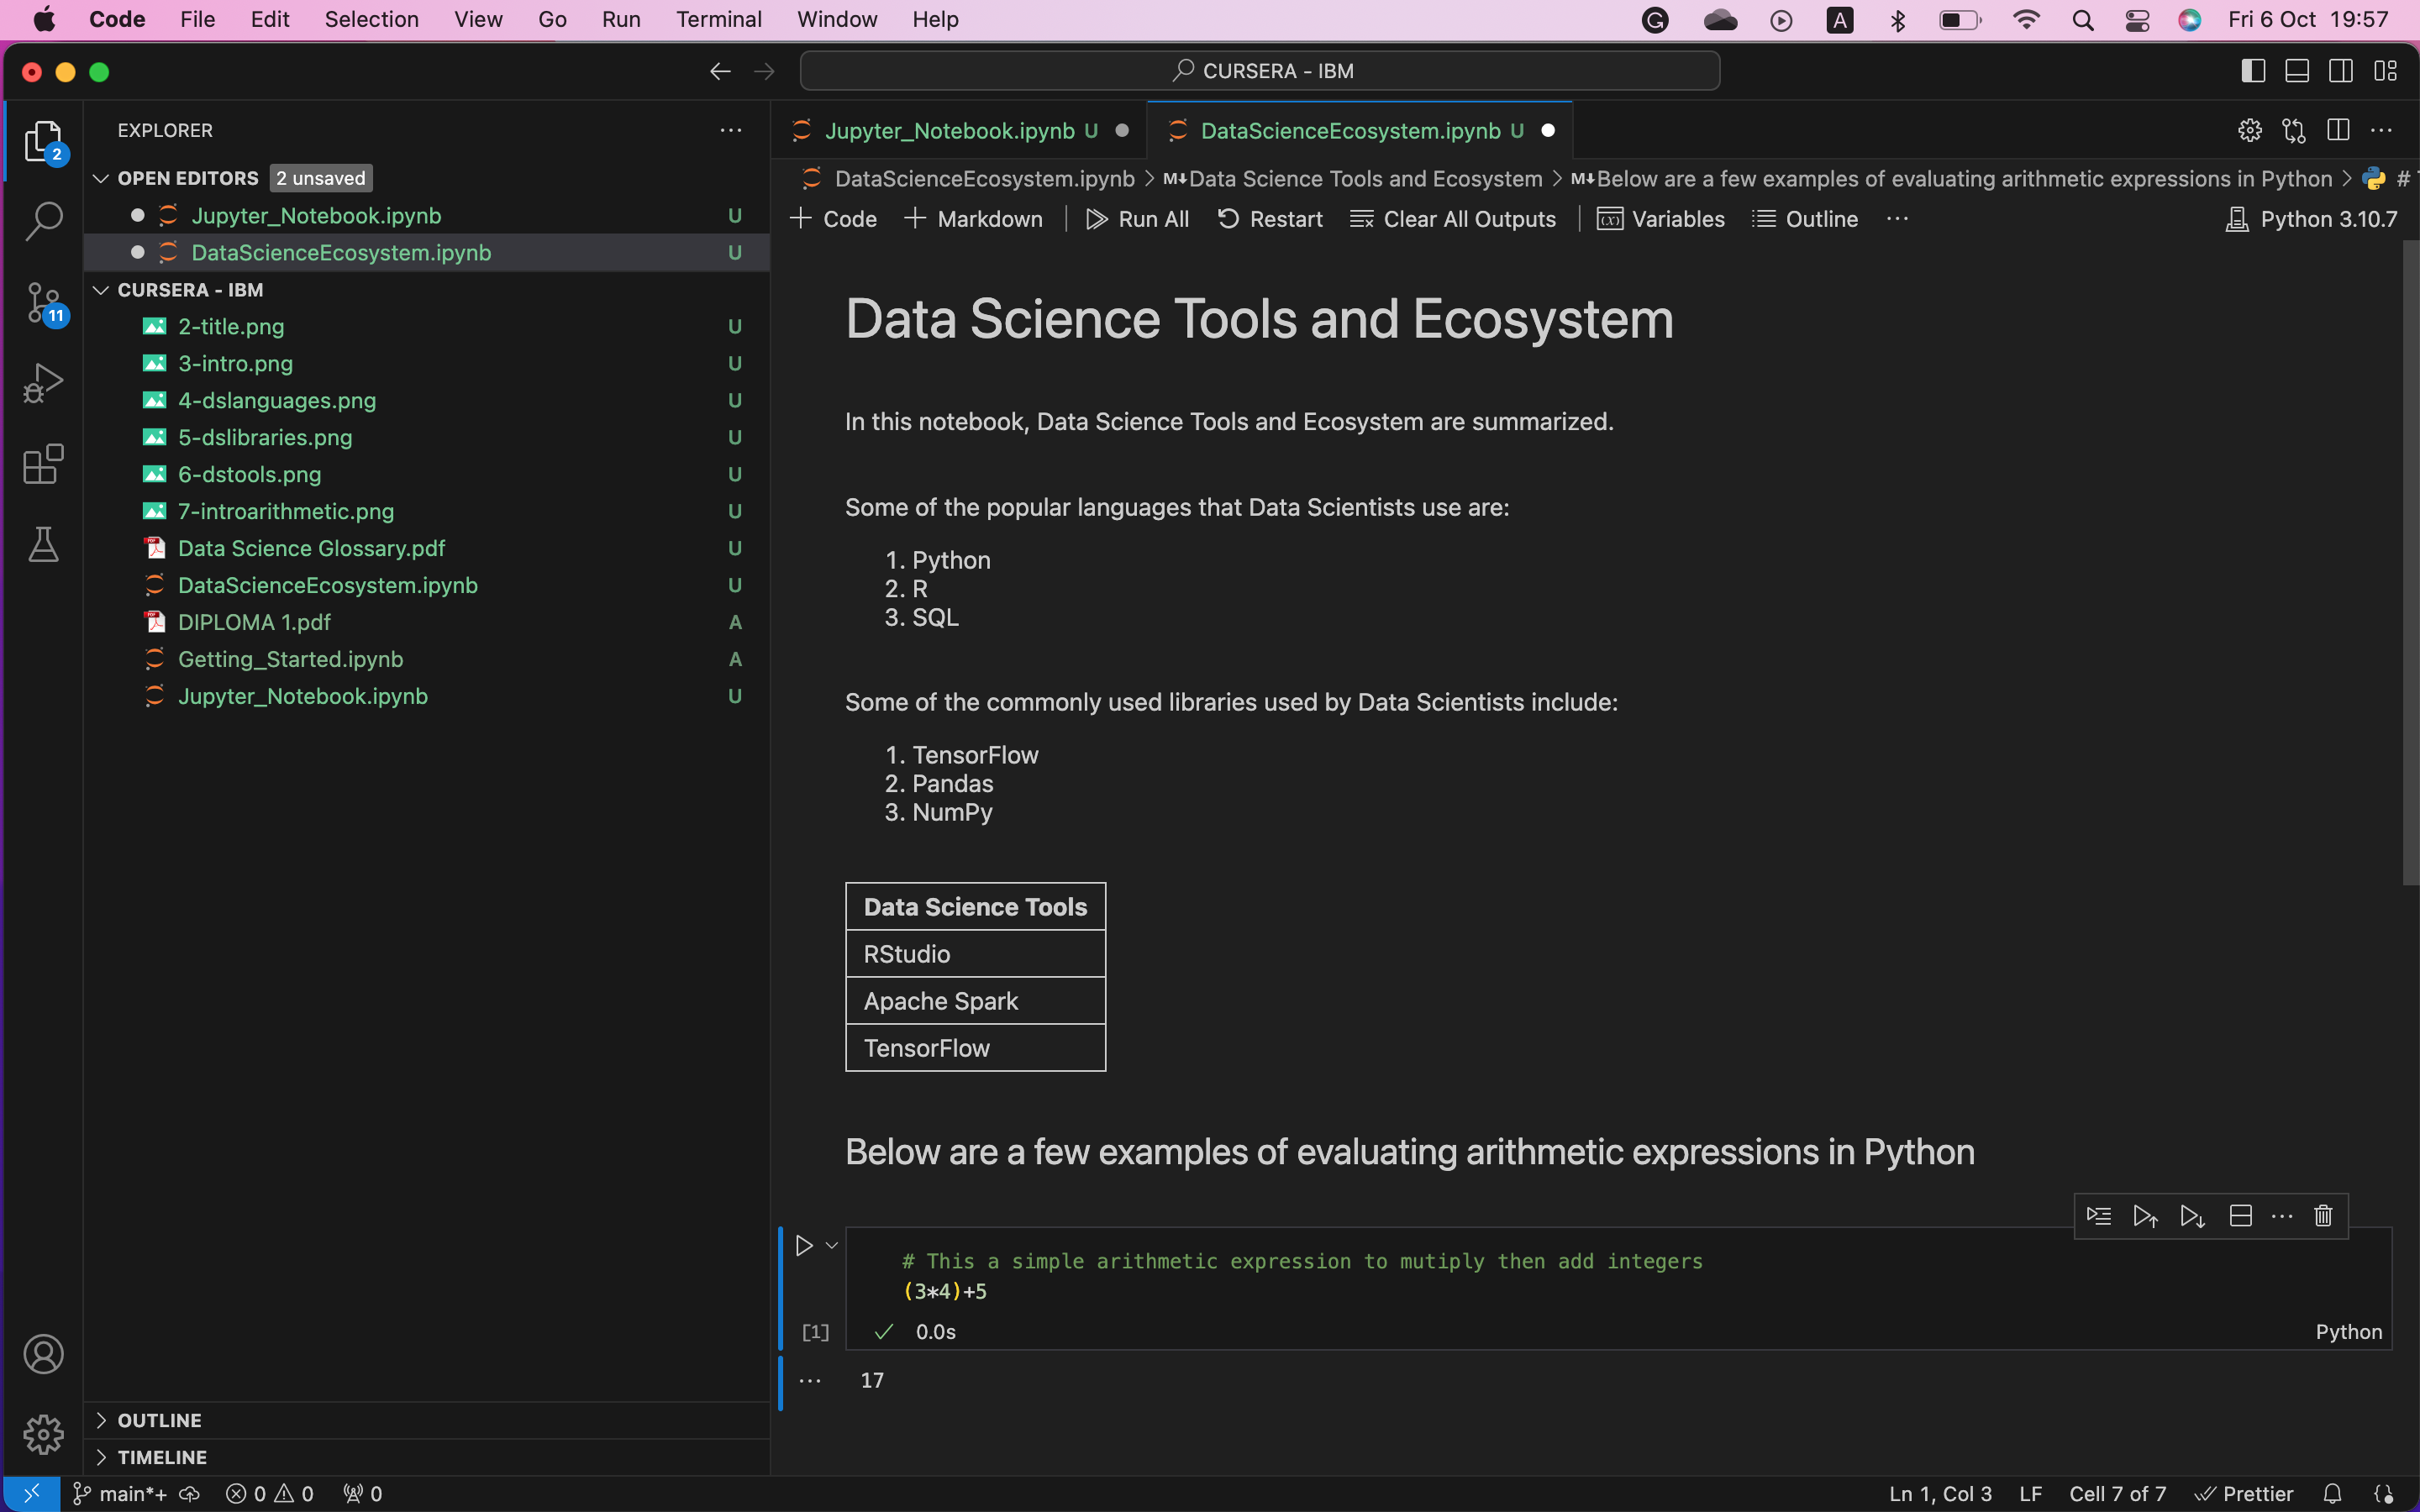 Code File Edit Selection View Go Run Terminal Window Help A Fri 6 Oct 19:57
CURSERA - IBM
EXPLORER
OPEN EDITORS 2 unsaved
Jupyter_Notebook.ipynb U
DataScienceEcosystem.ipynb U
CURSERA - IBM
2-title.png U
3-intro.png U
4-dslanguages.png U
5-dslibraries.png U
6-dstools.png U
7-introarithmetic.png U
Data Science Glossary.pdf U
DataScienceEcosystem.ipynb U
DIPLOMA 1.pdf A
Getting_Started.ipynb A
Jupyter_Notebook.ipynb U
2
11
OUTLINE
TIMELINE
Jupyter_Notebook.ipynb U DataScienceEcosystem.ipynb U
DataScienceEcosystem.ipynb > M↓Data Science Tools and Ecosystem > M↓Below are a few examples of evaluating arithmetic expressions in Python > #
Code Markdown Run All Restart Clear All Outputs Variables Outline Python 3.10.7
Data Science Tools and Ecosystem
In this notebook, Data Science Tools and Ecosystem are summarized.
Some of the popular languages that Data Scientists use are:
1. Python
2. R
3. SQL
Some of the commonly used libraries used by Data Scientists include:
1. TensorFlow
2. Pandas
3. NumPy
Data Science Tools
RStudio
Apache Spark
TensorFlow
Below are a few examples of evaluating arithmetic expressions in Python
# This a simple arithmetic expression to mutiply then add integers
(3*4)+5
[1] 0.0s Python
17
main*+ 0 0 0 Ln 1, Col 3 LF Cell 7 of 7 Prettier